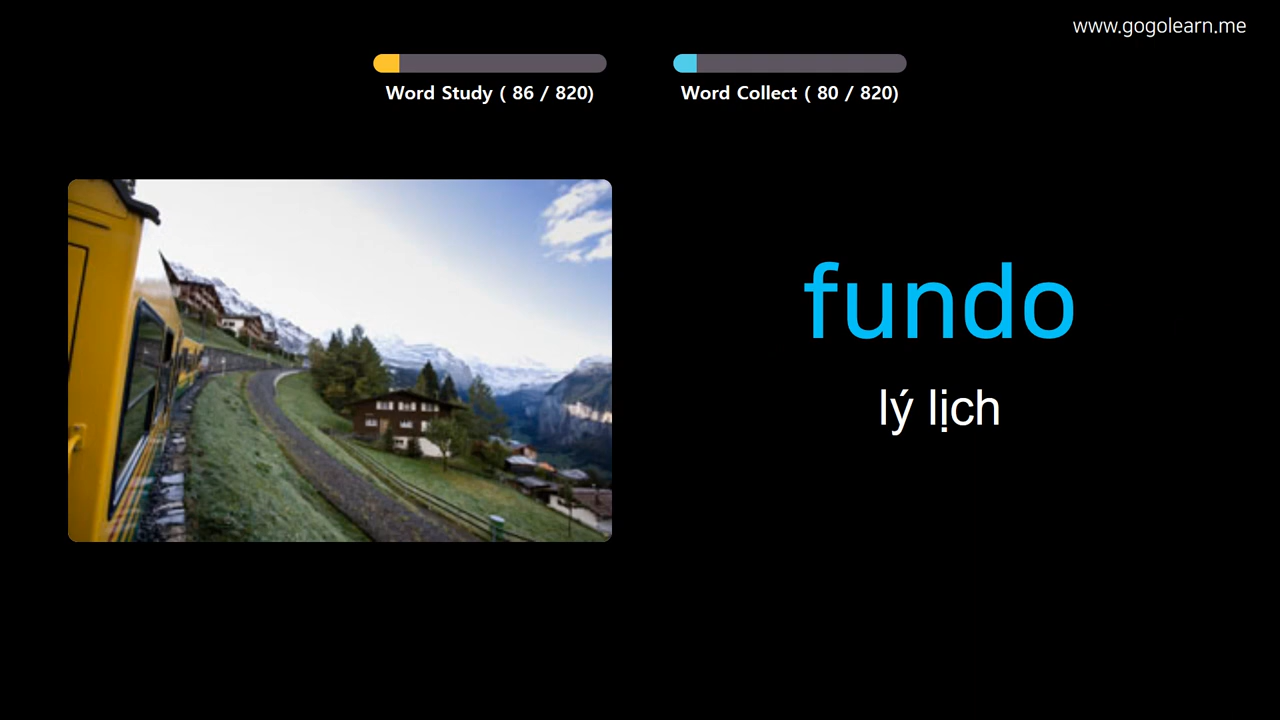 www.gogolearn.me
Word Study ( 86 / 820)
Word Collect ( 80 / 820)
fundo
lý lịch